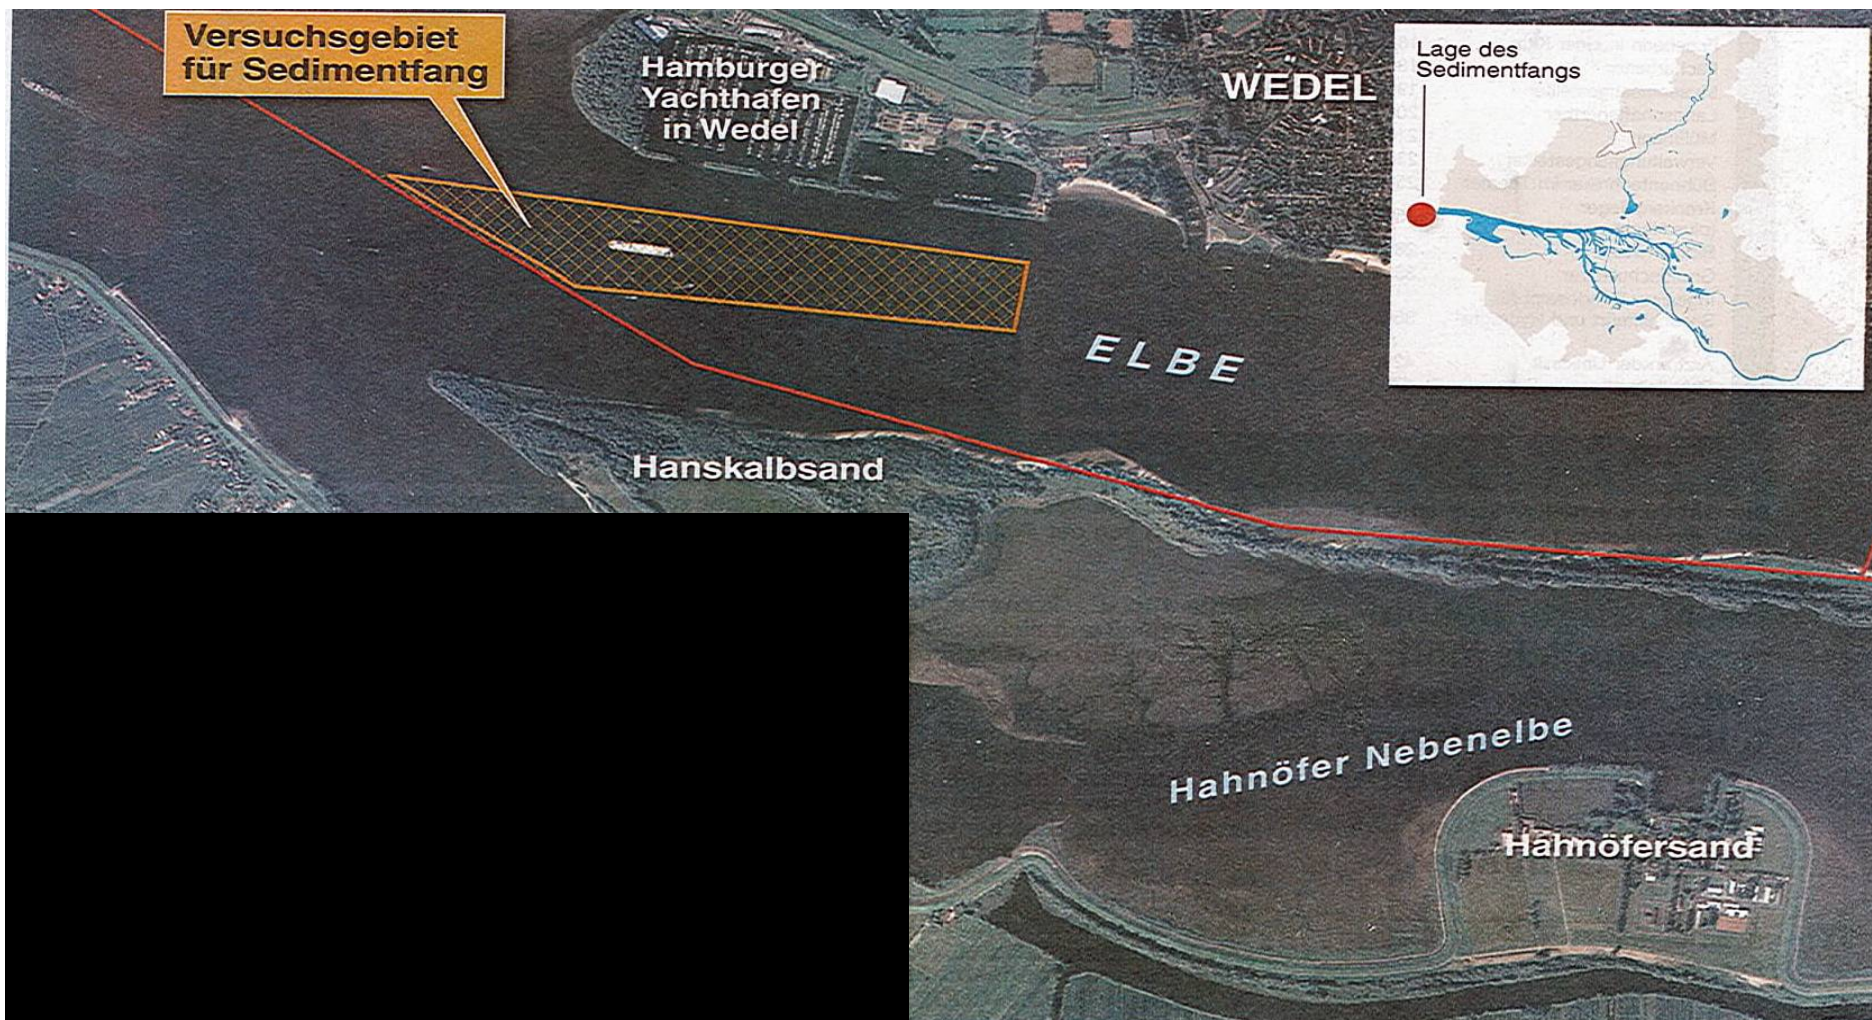 Versuchsgebiet
für Sedimentfang
Hamburger
Yachthafen
in Wedel
WEDEL
Lage des
Sedimentfangs
ELBE
Hanskalbsand
Hahnöfer Nebenelbe
Hahnöfersand